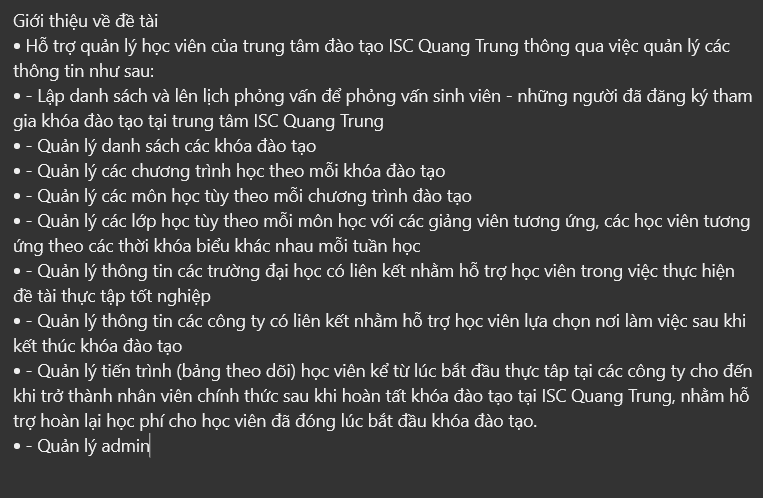 Giới thiệu về đề tài
• Hỗ trợ quản lý học viên của trung tâm đào tạo ISC Quang Trung thông qua việc quản lý các
thông tin như sau:
• - Lập danh sách và lên lịch phỏng vấn để phỏng vấn sinh viên - những người đã đăng ký tham
gia khóa đào tạo tại trung tâm ISC Quang Trung
• - Quản lý danh sách các khóa đào tạo
• - Quản lý các chương trình học theo mỗi khóa đào tạo
• - Quản lý các môn học tùy theo mỗi chương trình đào tạo
• - Quản lý các lớp học tùy theo mỗi môn học với các giảng viên tương ứng, các học viên tương
ứng theo các thời khóa biểu khác nhau mỗi tuần học
• - Quản lý thông tin các trường đại học có liên kết nhằm hỗ trợ học viên trong việc thực hiện
đề tài thực tập tốt nghiệp
• - Quản lý thông tin các công ty có liên kết nhằm hỗ trợ học viên lựa chọn nơi làm việc sau khi
kết thúc khóa đào tạo
• - Quản lý tiến trình (bảng theo dõi) học viên kể từ lúc bắt đầu thực tâp tại các công ty cho đến
khi trở thành nhân viên chính thức sau khi hoàn tất khóa đào tạo tại ISC Quang Trung, nhằm hỗ
trợ hoàn lại học phí cho học viên đã đóng lúc bắt đầu khóa đào tạo.
• - Quản lý admin